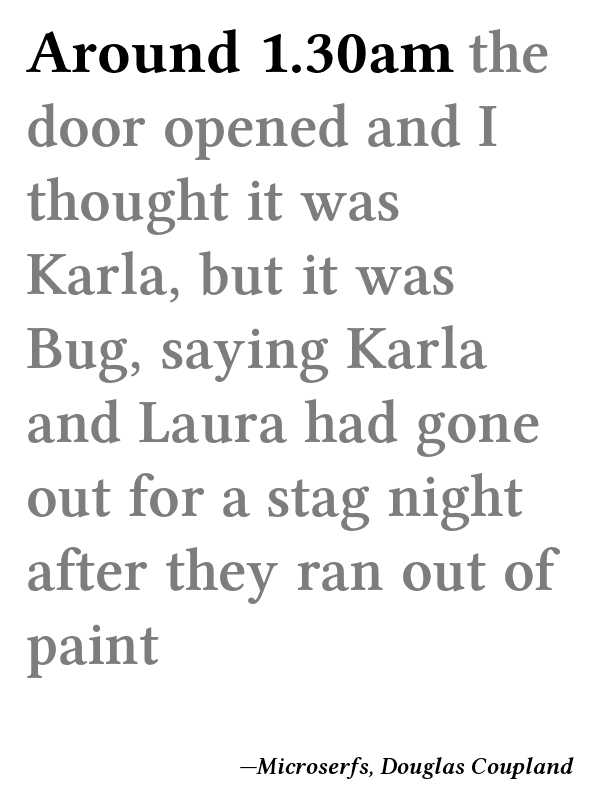 Around 1.30am the
door opened and I
thought it was
Karla, but it was
Bug, saying Karla
and Laura had gone
out for a stag night
after they ran out of
paint
—Microserfs, Douglas Coupland